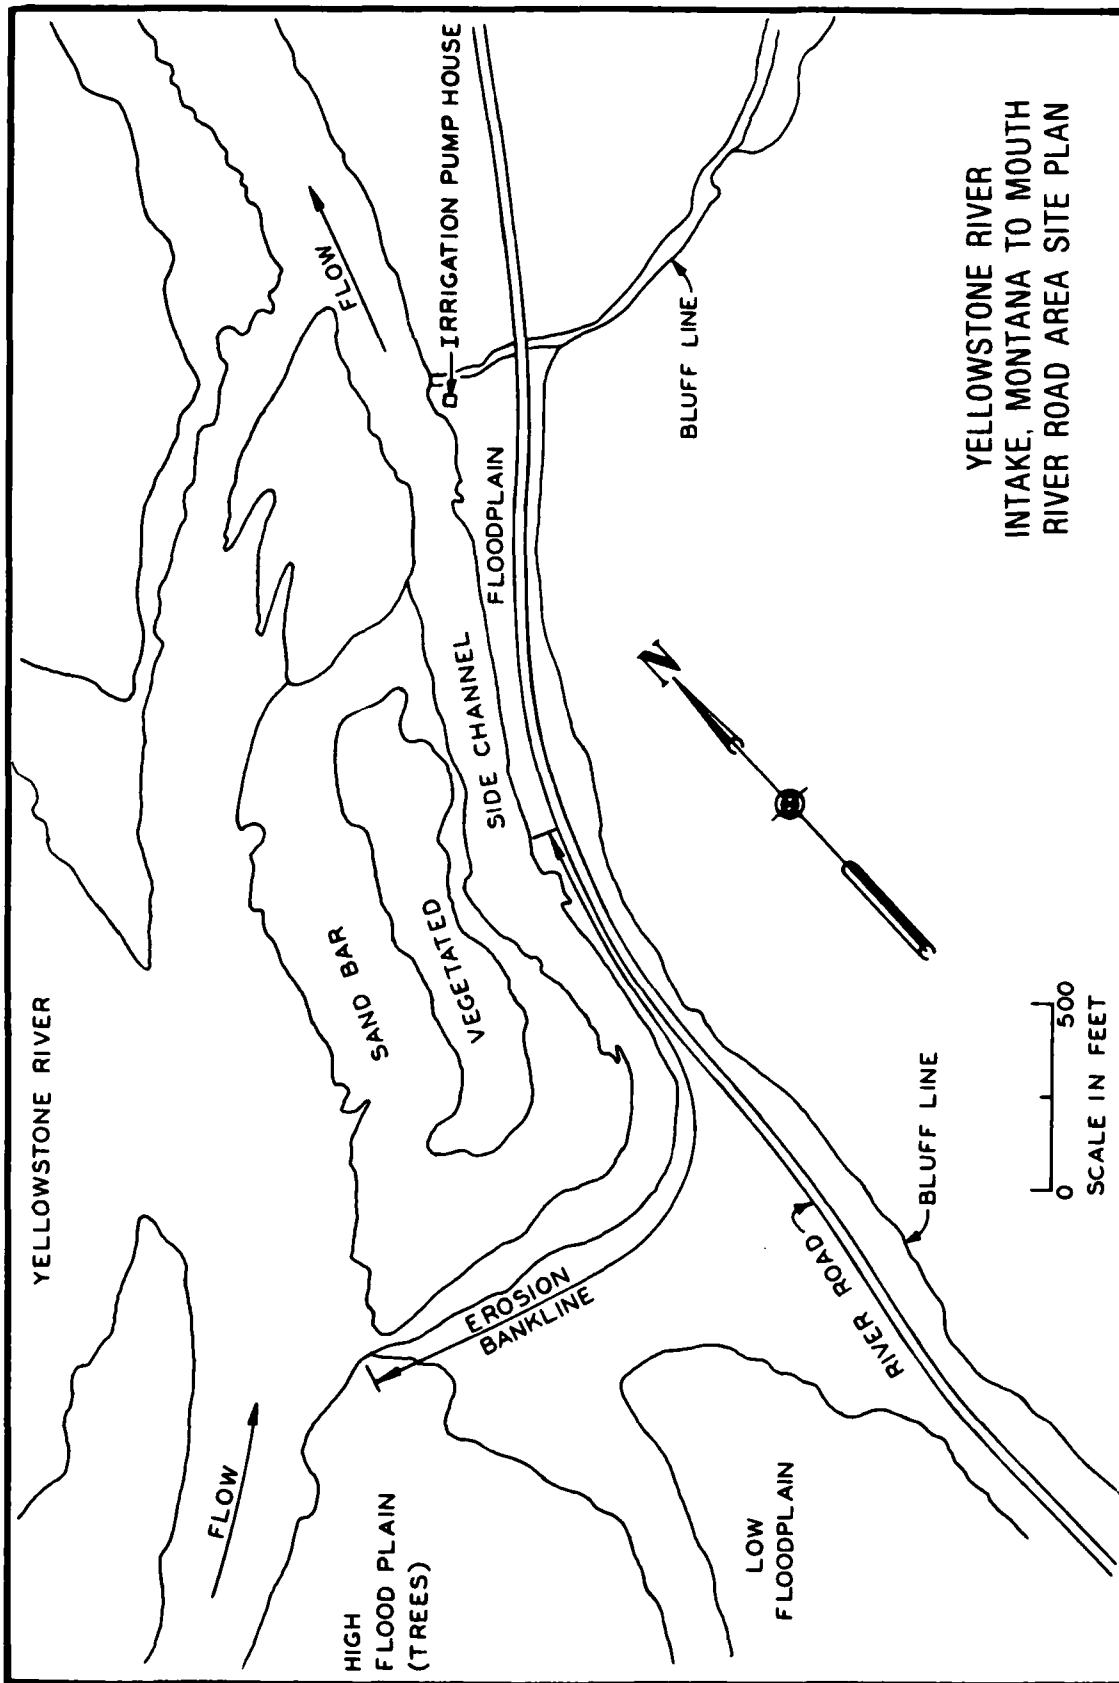 YELLOWSTONE RIVER
FLOW
HIGH
FLOOD PLAIN
(TREES)
EROSION
BANKLINE
SAND BAR
VEGETATED
SIDE CHANNEL
FLOODPLAIN
FLOW
IRRIGATION PUMP HOUSE
BLUFF LINE
LOW
FLOODPLAIN
RIVER ROAD
BLUFF LINE
N
0 500
SCALE IN FEET
YELLOWSTONE RIVER
INTAKE, MONTANA TO MOUTH
RIVER ROAD AREA SITE PLAN